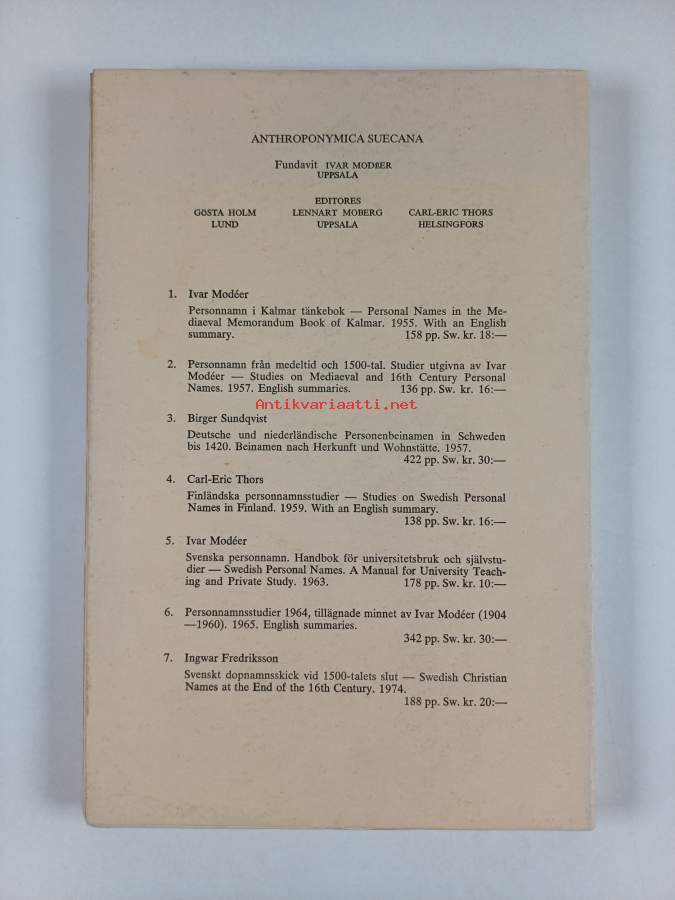 ANTHROPONYMICA SUECANA
Fundavit IVAR MODÉER
UPPSALA
EDITORES
GÖSTA HOLM LENNART MOBERG CARL-ERIC THORS
LUND UPPSALA HELSINGFORS
1. Ivar Modéer
Personnamn i Kalmar tänkebok — Personal Names in the Me-
diaeval Memorandum Book of Kalmar. 1955. With an English
summary. 158 pp. Sw. kr. 18:—
2. Personnamn från medeltid och 1500-tal. Studier utgivna av Ivar
Modéer — Studies on Mediaeval and 16th Century Personal
Names. 1957. English summaries. 136 pp. Sw. kr. 16:—
Antikvariaatti.net
3. Birger Sundqvist
Deutsche und niederländische Personenbeinamen in Schweden
bis 1420. Beinamen nach Herkunft und Wohnstätte. 1957.
422 pp. Sw. kr. 30:—
4. Carl-Eric Thors
Finländska personnamnsstudier — Studies on Swedish Personal
Names in Finland. 1959. With an English summary.
138 pp. Sw. kr. 16:—
5. Ivar Modéer
Svenska personnamn. Handbok för universitetsbruk och självstu-
dier — Swedish Personal Names. A Manual for University Teach-
ing and Private Study. 1963. 178 pp. Sw. kr. 10:—
6. Personnamnsstudier 1964, tillägnade minnet av Ivar Modéer (1904
—1960). 1965. English summaries.
342 pp. Sw. kr. 30:—
7. Ingwar Fredriksson
Svenskt dopnamnsskick vid 1500-talets slut — Swedish Christian
Names at the End of the 16th Century. 1974.
188 pp. Sw. kr. 20:—